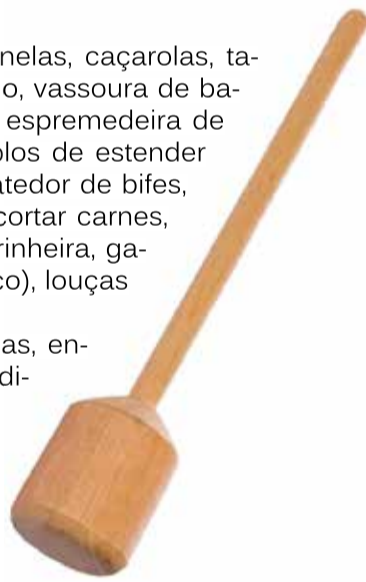 nelas, caçarolas, ta-
o, vassoura de ba-
espremedeira de
los de estender
tedor de bifes,
cortar carnes,
rinheira, ga-
co), louças
as, en-
di-